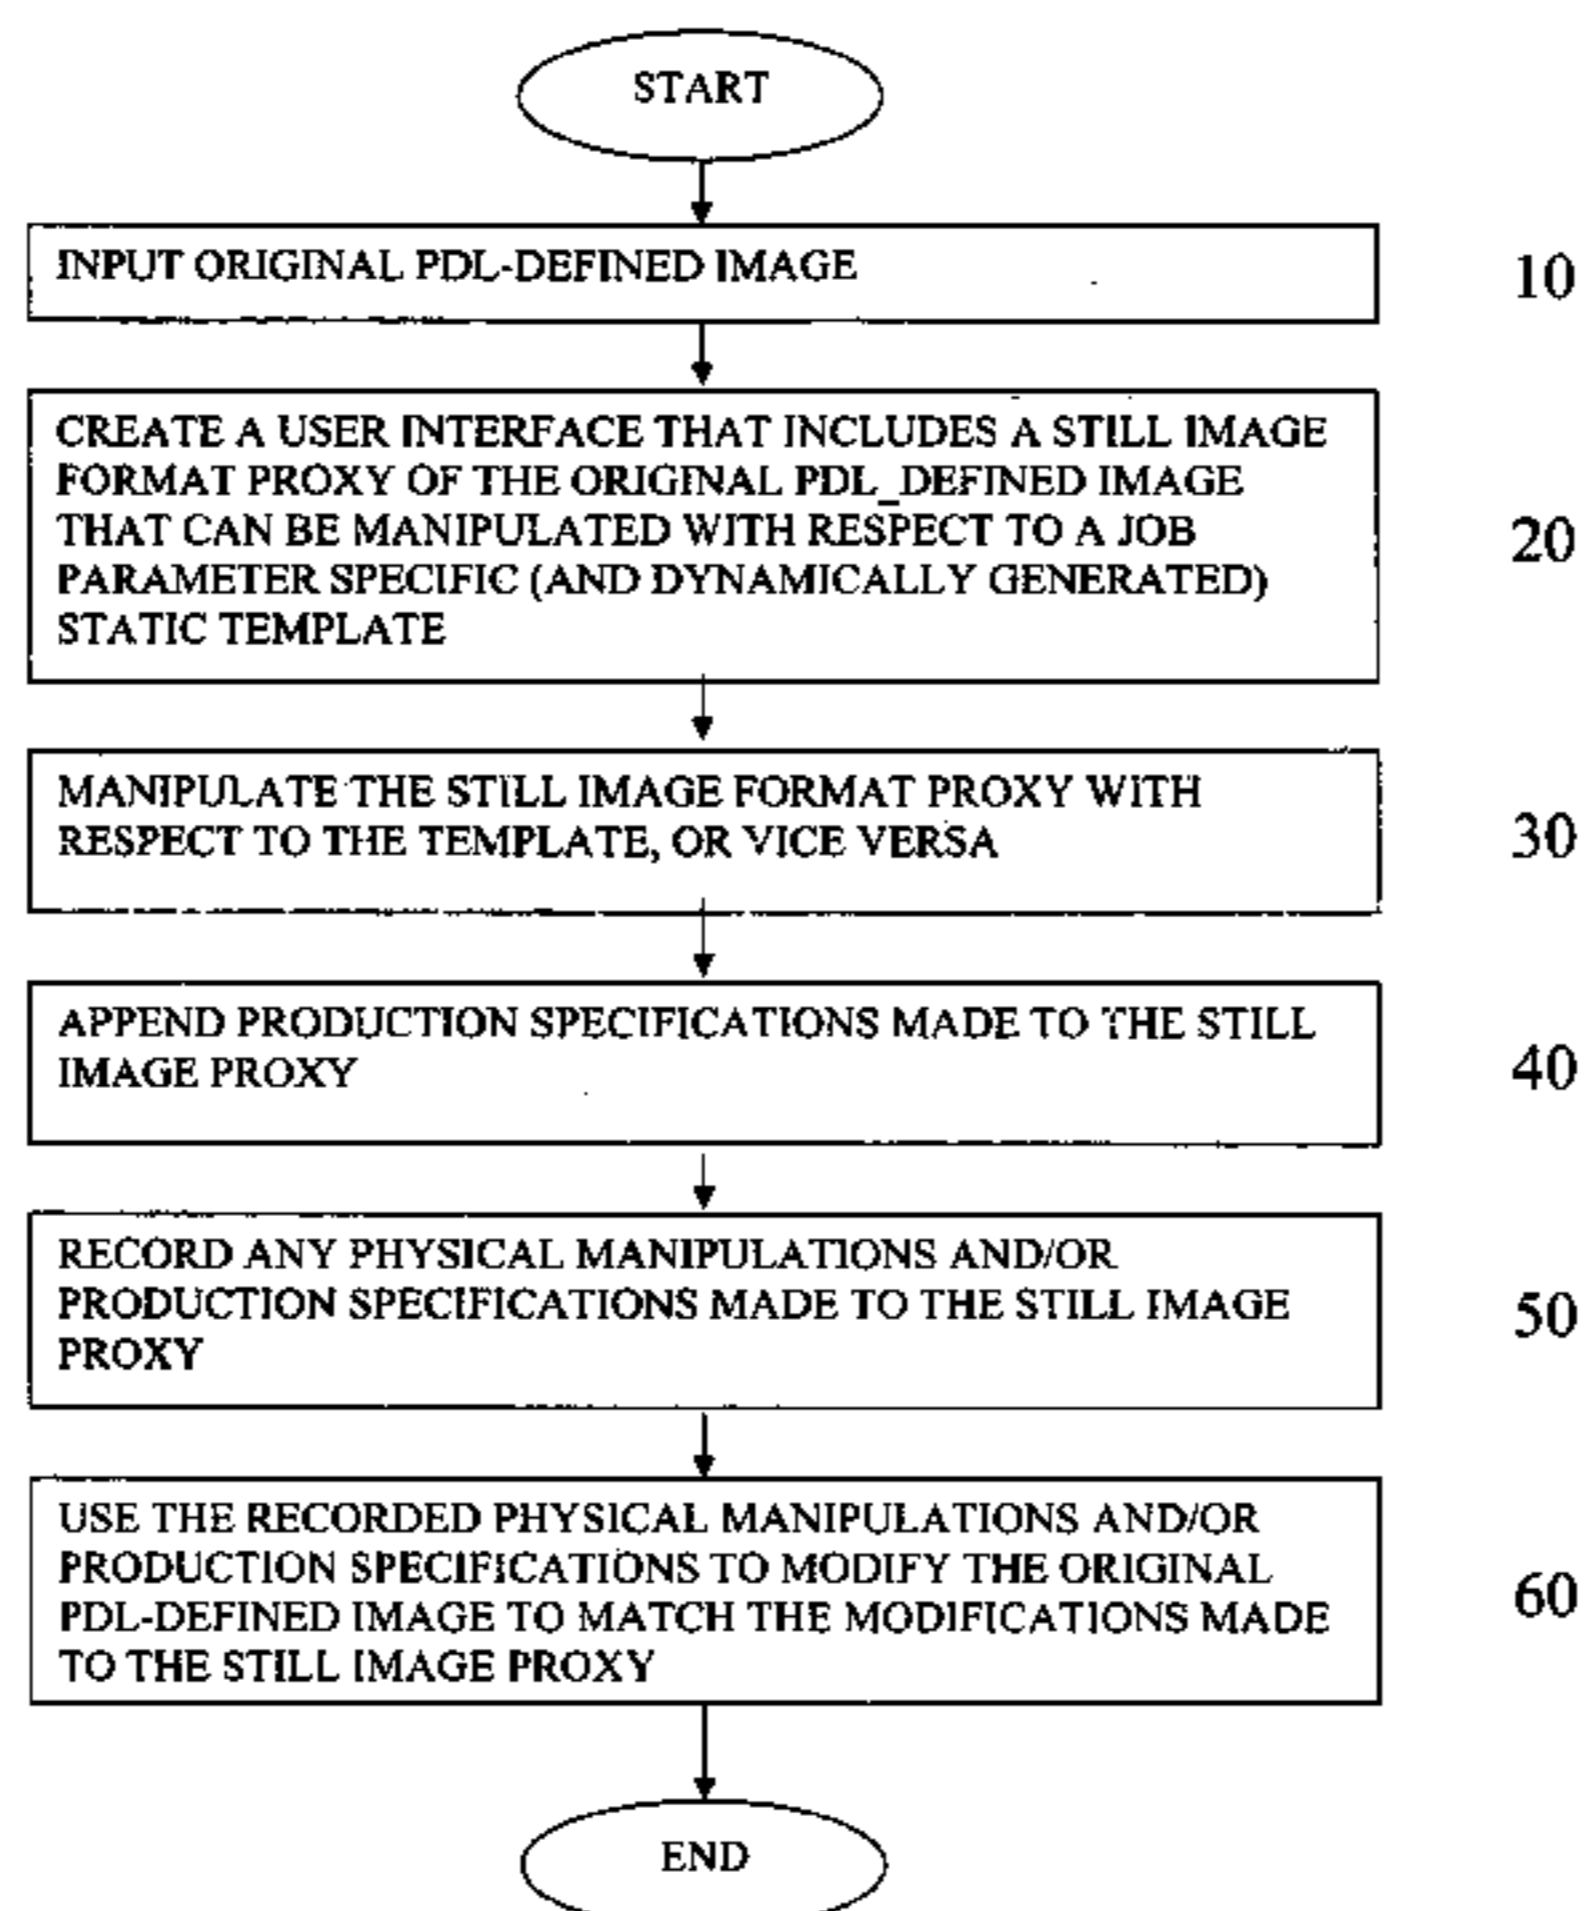 START
INPUT ORIGINAL PDL-DEFINED IMAGE
10
CREATE A USER INTERFACE THAT INCLUDES A STILL IMAGE
FORMAT PROXY OF THE ORIGINAL PDL_DEFINED IMAGE
THAT CAN BE MANIPULATED WITH RESPECT TO A JOB
PARAMETER SPECIFIC (AND DYNAMICALLY GENERATED)
STATIC TEMPLATE
20
MANIPULATE THE STILL IMAGE FORMAT PROXY WITH
RESPECT TO THE TEMPLATE, OR VICE VERSA
30
APPEND PRODUCTION SPECIFICATIONS MADE TO THE STILL
IMAGE PROXY
40
RECORD ANY PHYSICAL MANIPULATIONS AND/OR
PRODUCTION SPECIFICATIONS MADE TO THE STILL IMAGE
PROXY
50
USE THE RECORDED PHYSICAL MANIPULATIONS AND/OR
PRODUCTION SPECIFICATIONS TO MODIFY THE ORIGINAL
PDL-DEFINED IMAGE TO MATCH THE MODIFICATIONS MADE
TO THE STILL IMAGE PROXY
60
END